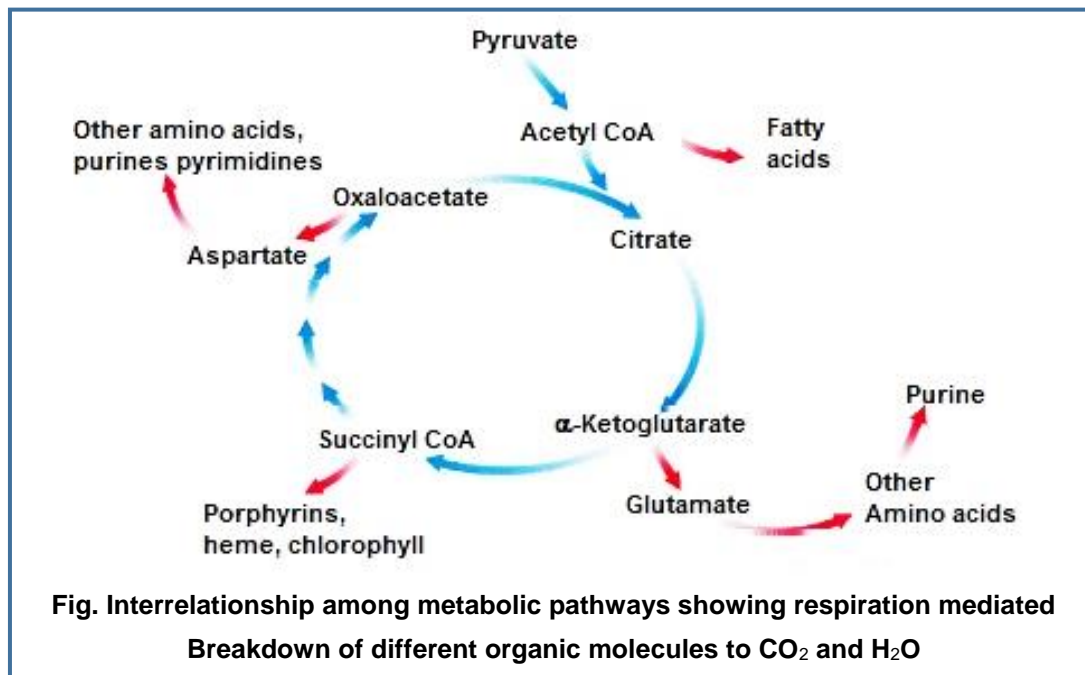 Pyruvate
Acetyl CoA
Fatty
acids
Other amino acids,
purines pyrimidines
Oxaloacetate
Citrate
Aspartate
Purine
α-Ketoglutarate
Succinyl CoA
Other
Amino acids
Glutamate
Porphyrins,
heme, chlorophyll
Fig. Interrelationship among metabolic pathways showing respiration mediated
Breakdown of different organic molecules to CO₂ and H₂O